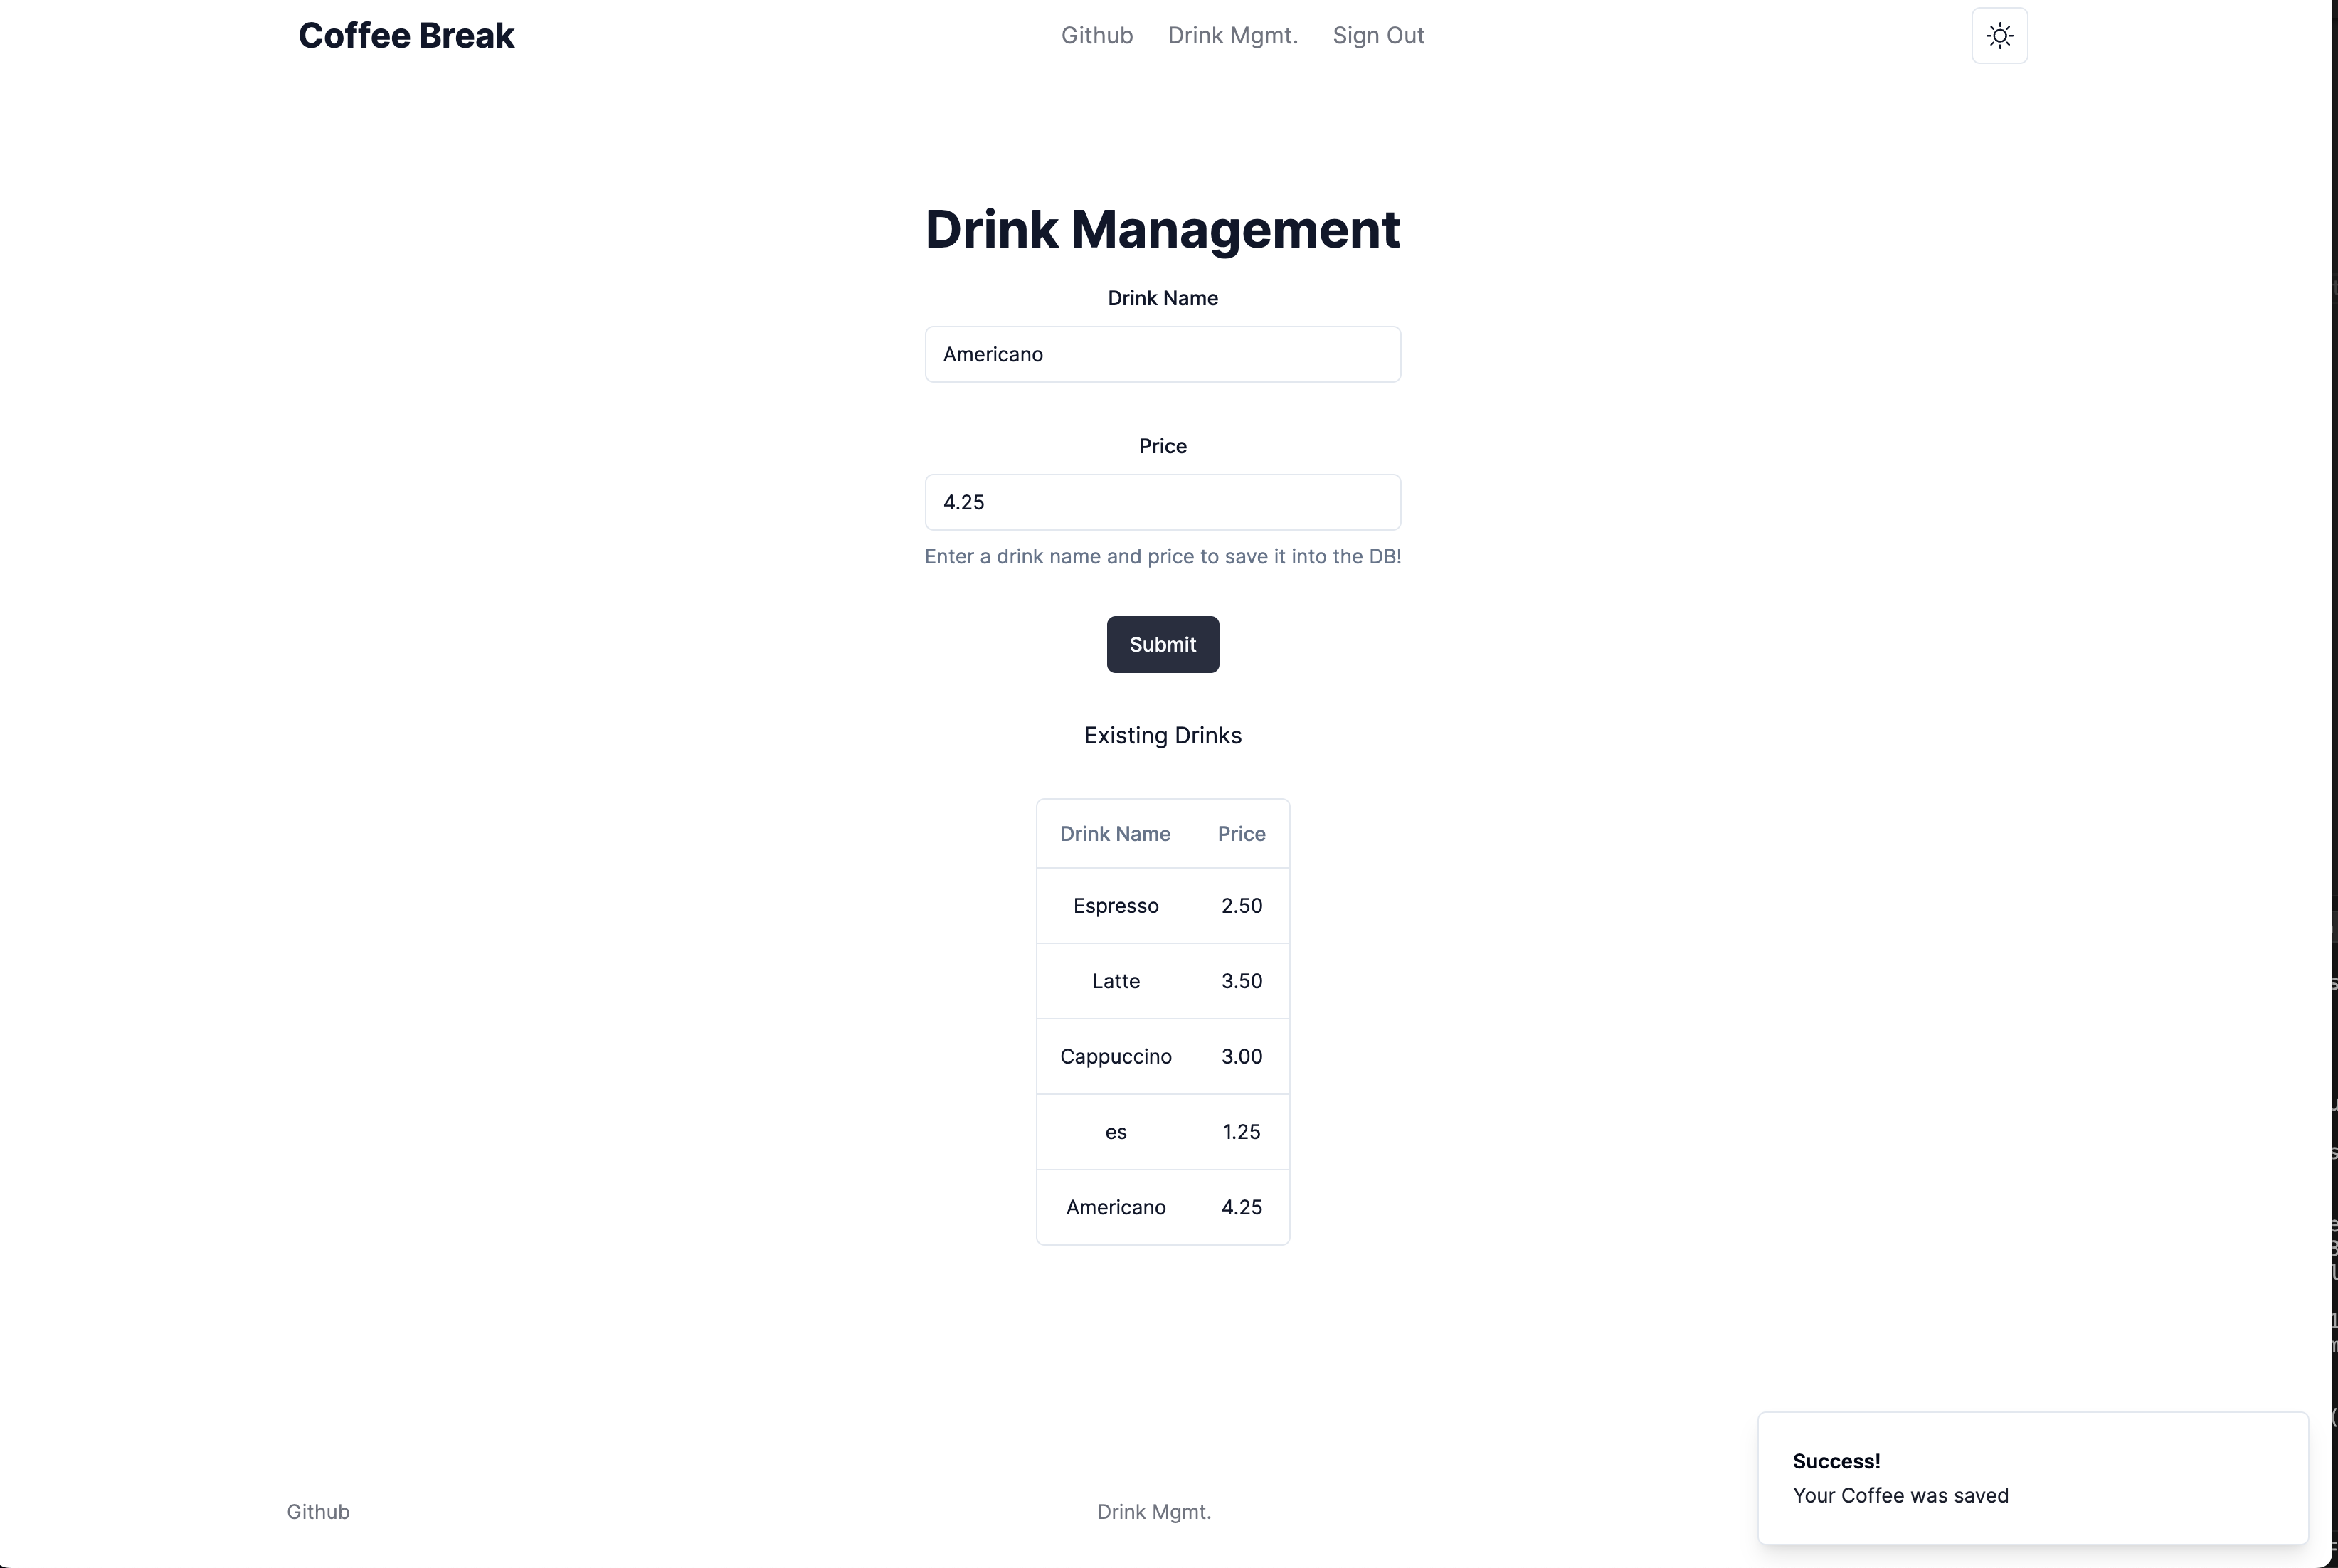 Coffee Break
Github
Drink Mgmt.
Sign Out
Drink Management
Drink Name
Americano
Price
4.25
Enter a drink name and price to save it into the DB!
Submit
Existing Drinks
Drink Name Price
Espresso 2.50
Latte 3.50
Cappuccino 3.00
es 1.25
Americano 4.25
Success!
Your Coffee was saved
Github
Drink Mgmt.